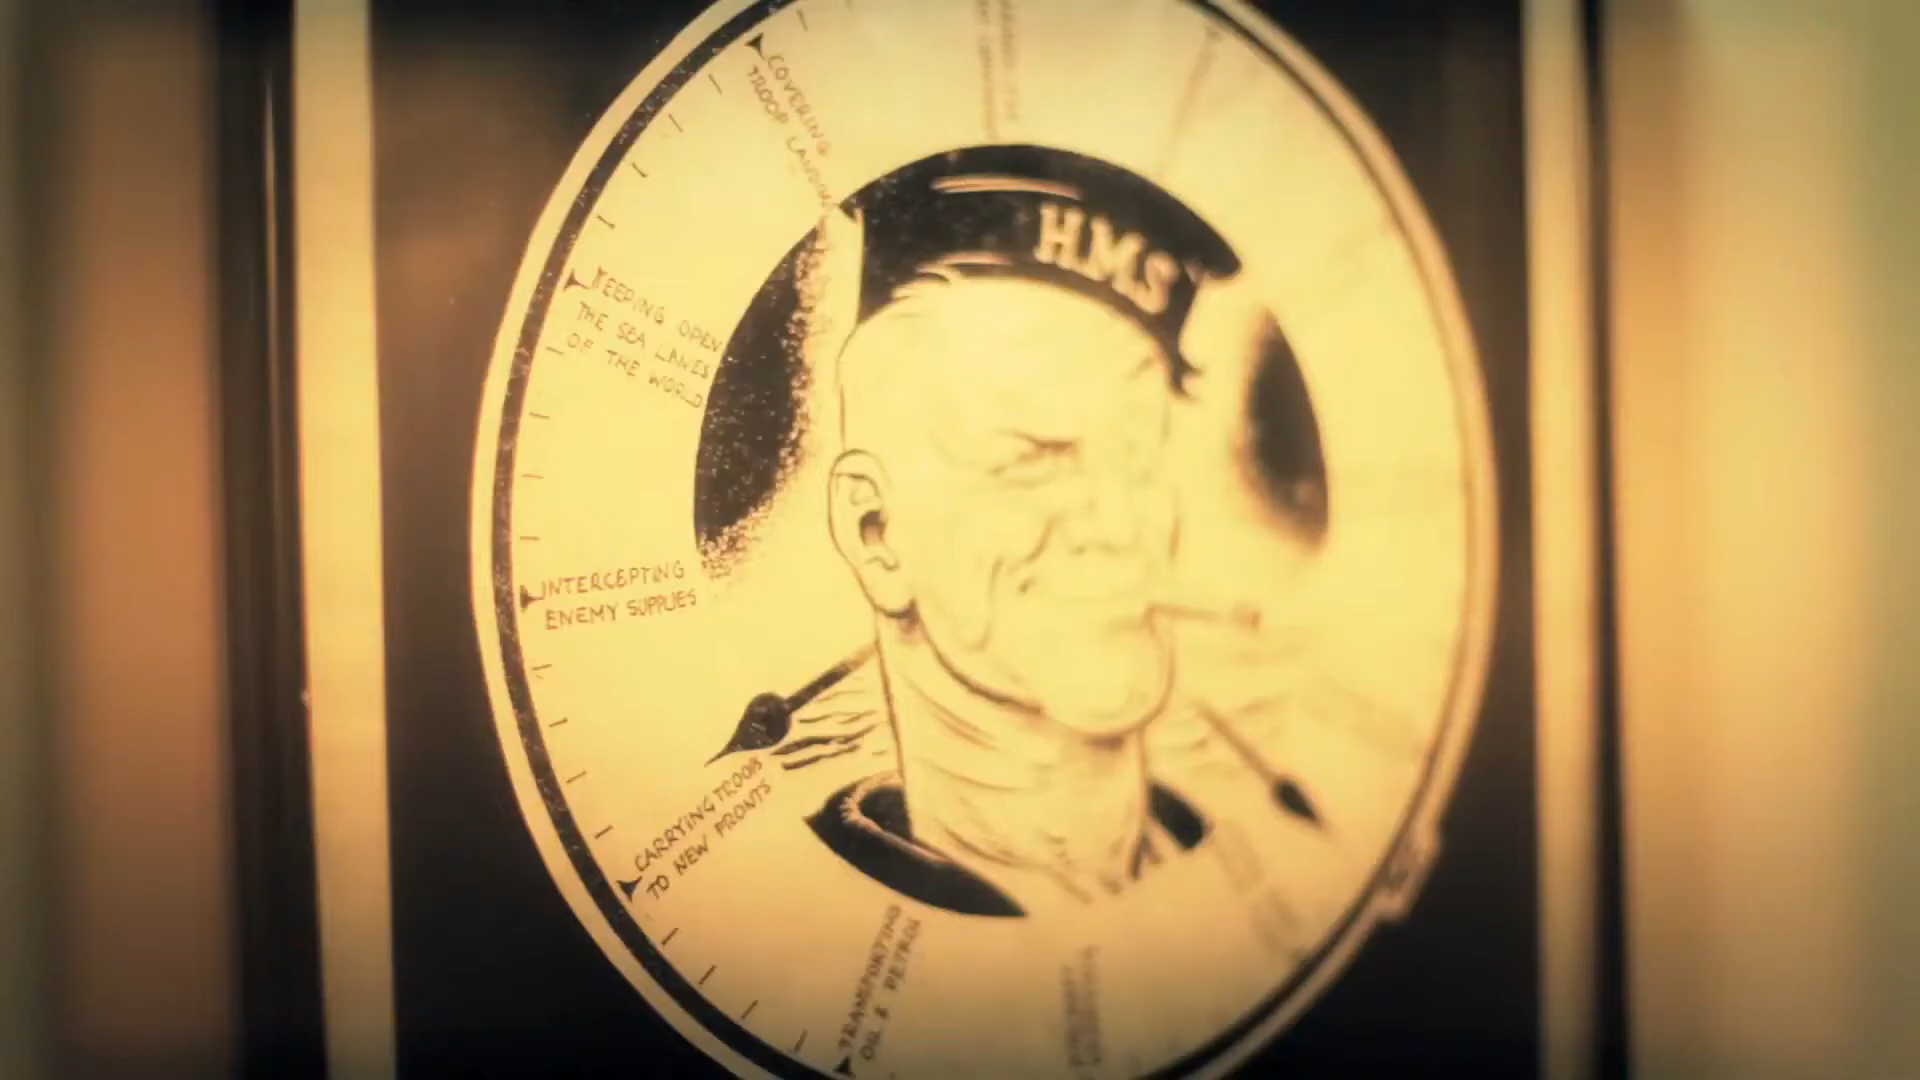 COVERING
TROOP LANDINGS
HMS
KEEPING OPEN
THE SEA LANES
OF THE WORLD
INTERCEPTING
ENEMY SUPPLIES
CARRYING TROOPS
TO NEW FRONTS
TRANSPORTING
OIL & PETROL